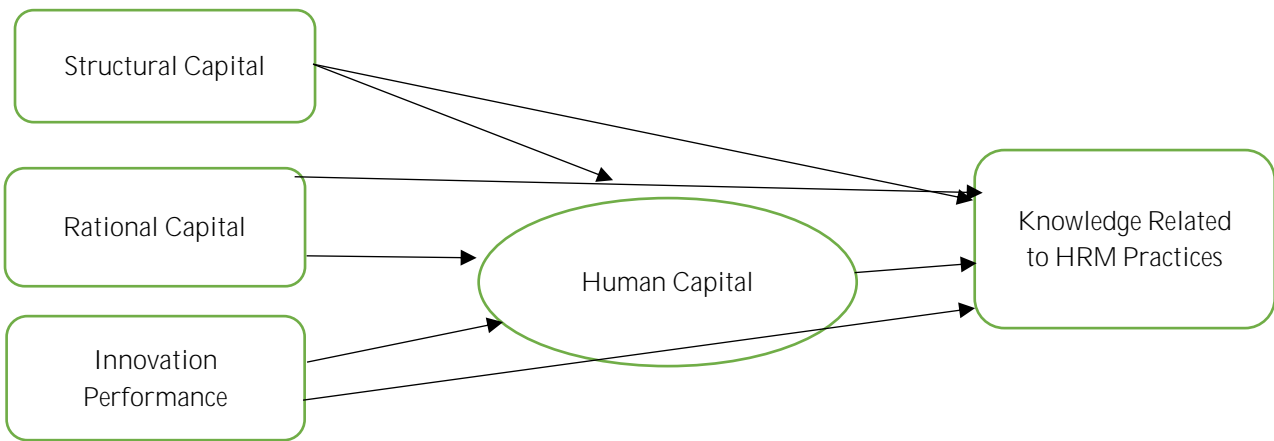 Structural Capital
Rational Capital
Innovation
Performance
Human Capital
Knowledge Related
to HRM Practices